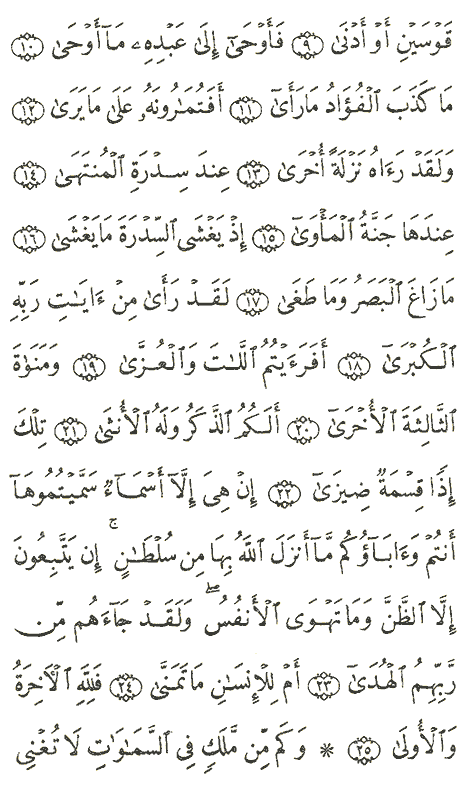 قَوۡسَيۡنِ أَوۡ أَدۡنَىٰ ٩ فَأَوۡحَىٰٓ إِلَىٰ عَبۡدِهِۦ مَآ أَوۡحَىٰ ١٠
مَا كَذَبَ ٱلۡفُؤَادُ مَا رَأَىٰٓ ١١ أَفَتُمَٰرُونَهُۥ عَلَىٰ مَا يَرَىٰ ١٢
وَلَقَدۡ رَءَاهُ نَزۡلَةً أُخۡرَىٰ ١٣ عِندَ سِدۡرَةِ ٱلۡمُنتَهَىٰ ١٤
عِندَهَا جَنَّةُ ٱلۡمَأۡوَىٰٓ ١٥ إِذۡ يَغۡشَى ٱلسِّدۡرَةَ مَا يَغۡشَىٰ ١٦
مَا زَاغَ ٱلۡبَصَرُ وَمَا طَغَىٰ ١٧ لَقَدۡ رَأَىٰ مِنۡ ءَايَٰتِ رَبِّهِ
ٱلۡكُبۡرَىٰٓ ١٨ أَفَرَءَيۡتُمُ ٱللَّٰتَ وَٱلۡعُزَّىٰ ١٩ وَمَنَوٰةَ
ٱلثَّالِثَةَ ٱلۡأُخۡرَىٰٓ ٢٠ أَلَكُمُ ٱلذَّكَرُ وَلَهُ ٱلۡأُنثَىٰ ٢١ تِلۡكَ
إِذٗا قِسۡمَةٞ ضِيزَىٰٓ ٢٢ إِنۡ هِيَ إِلَّآ أَسۡمَآءٞ سَمَّيۡتُمُوهَآ
أَنتُمۡ وَءَابَآؤُكُم مَّآ أَنزَلَ ٱللَّهُ بِهَا مِن سُلۡطَٰنٍۚ إِن يَتَّبِعُونَ
إِلَّا ٱلظَّنَّ وَمَا تَهۡوَى ٱلۡأَنفُسُۖ وَلَقَدۡ جَآءَهُم مِّن
رَّبِّهِمُ ٱلۡهُدَىٰٓ ٢٣ أَمۡ لِلۡإِنسَٰنِ مَا تَمَنَّىٰ ٢٤ فَلِلَّهِ ٱلۡأٓخِرَةُ
وَٱلۡأُولَىٰ ٢٥ * وَكَم مِّن مَّلَكٖ فِي ٱلسَّمَٰوَٰتِ لَا تُغۡنِي